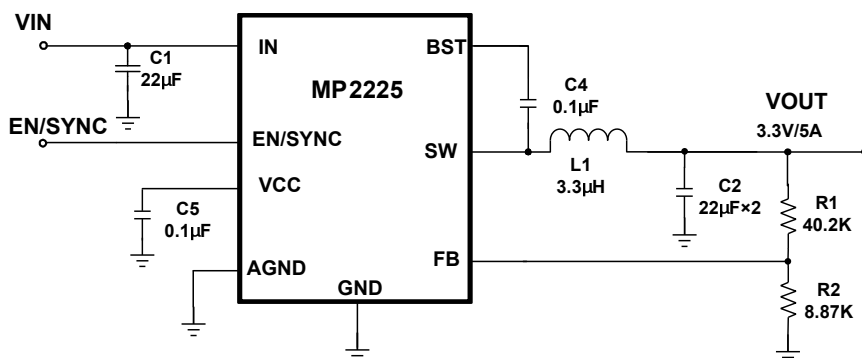 VIN
C1
22μF
IN
BST
MP2225
C4
0.1μF
VOUT
3.3V/5A
EN/SYNC
EN/SYNC
SW
L1
3.3μH
VCC
C5
0.1μF
C2
22μF×2
R1
40.2K
AGND
FB
GND
R2
8.87K